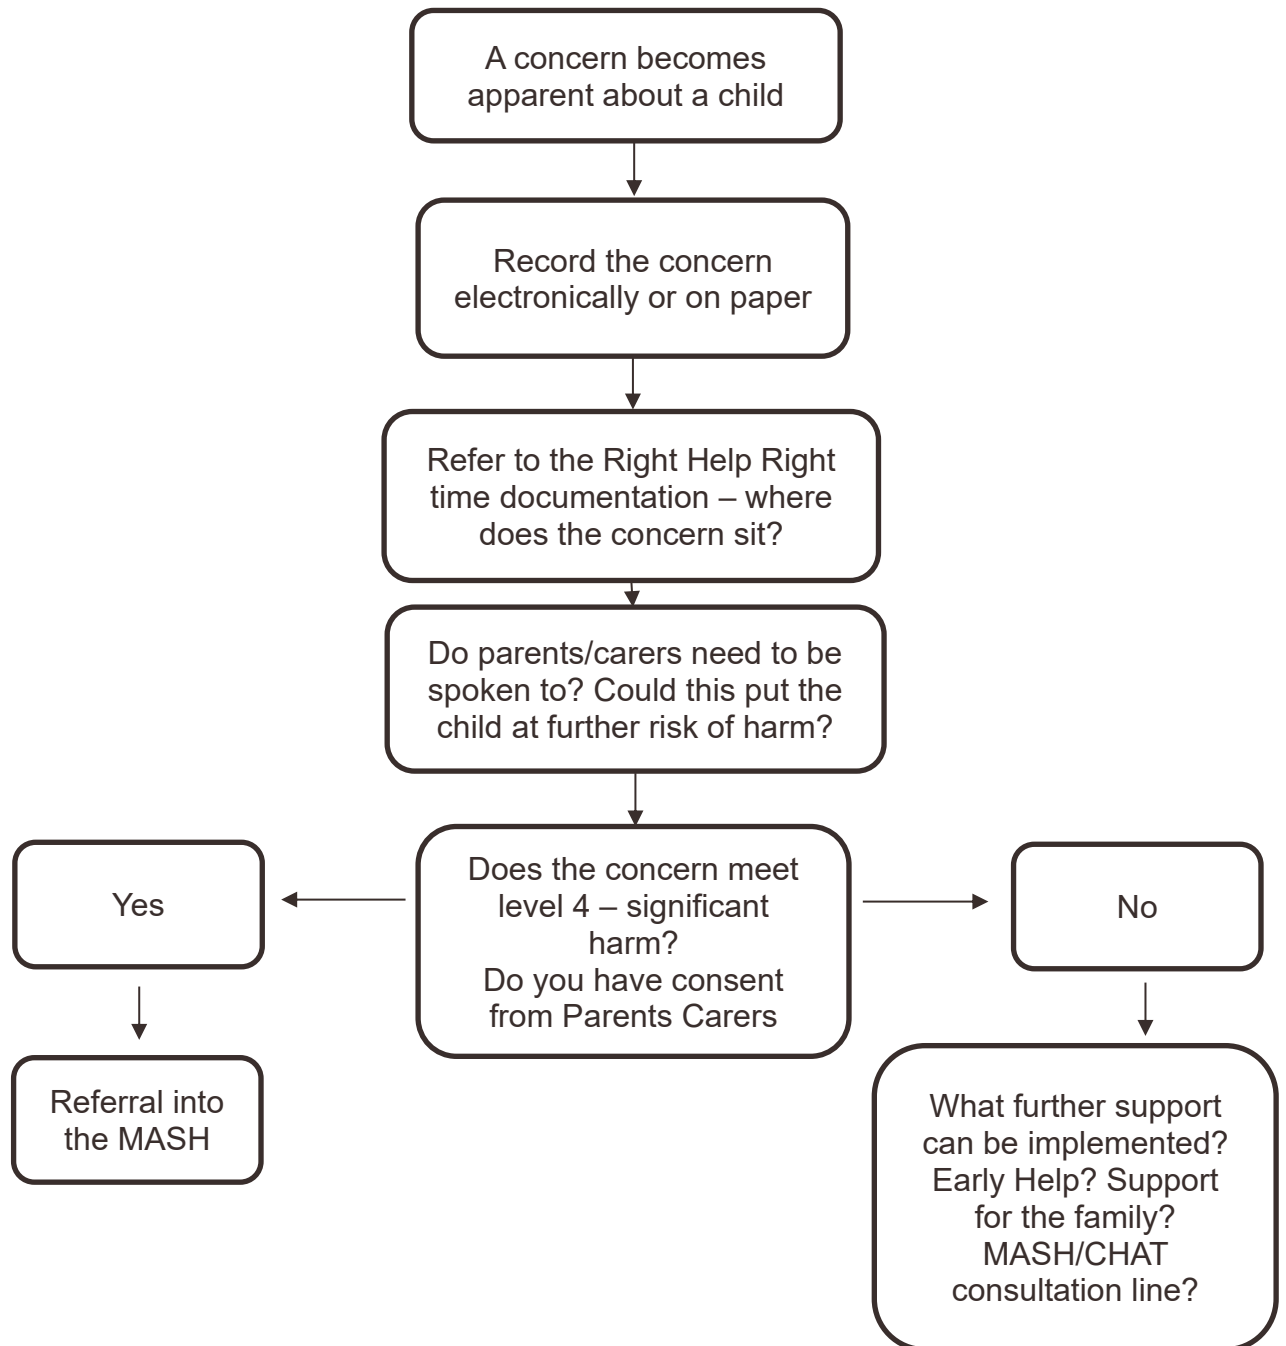 A concern becomes
apparent about a child
Record the concern
electronically or on paper
Refer to the Right Help Right
time documentation – where
does the concern sit?
Do parents/carers need to be
spoken to? Could this put the
child at further risk of harm?
Does the concern meet
level 4 – significant
harm?
Do you have consent
from Parents Carers
Yes
Referral into
the MASH
No
What further support
can be implemented?
Early Help? Support
for the family?
MASH/CHAT
consultation line?